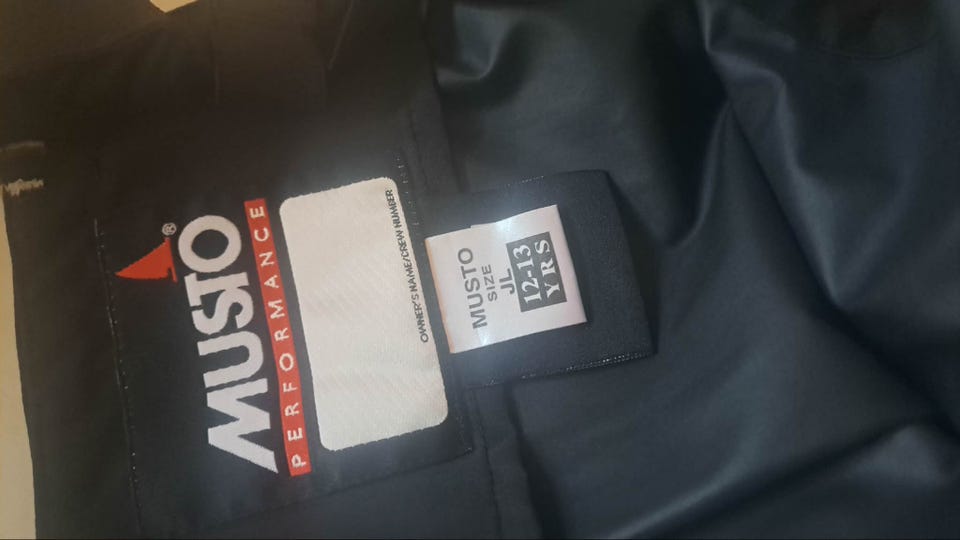 MUSTO®
PERFORMANCE
OWNER'S NAME/CREW NUMBER
MUSTO
SIZE
JL
12-13
YRS